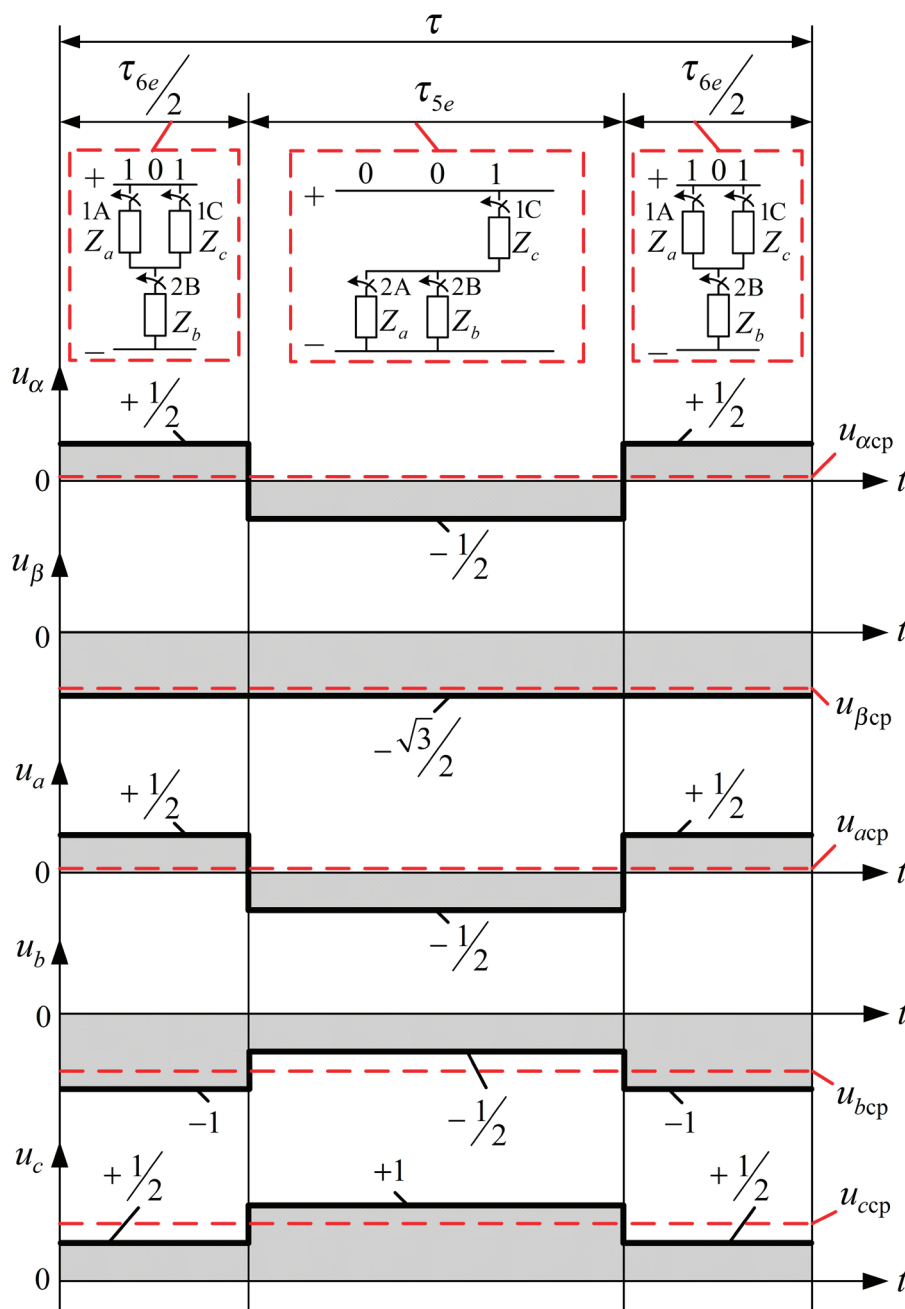 τ
τ6e/2 τ5e τ6e/2
+ 1 0 1 + 0 0 1 + 1 0 1
1A 1C 1C 1A 1C
Za Zc Zc Za Zc
2B 2A 2B 2B
Zb Za Zb Zb
− − −
uα +1/2 +1/2 uαcp
0 t
−1/2
uβ
0 t
uβcp
−√3/2
ua +1/2 +1/2 uacp
0 t
−1/2
ub
0 t
−1 −1/2 −1 ubcp
uc +1/2 +1 +1/2 uccp
0 t